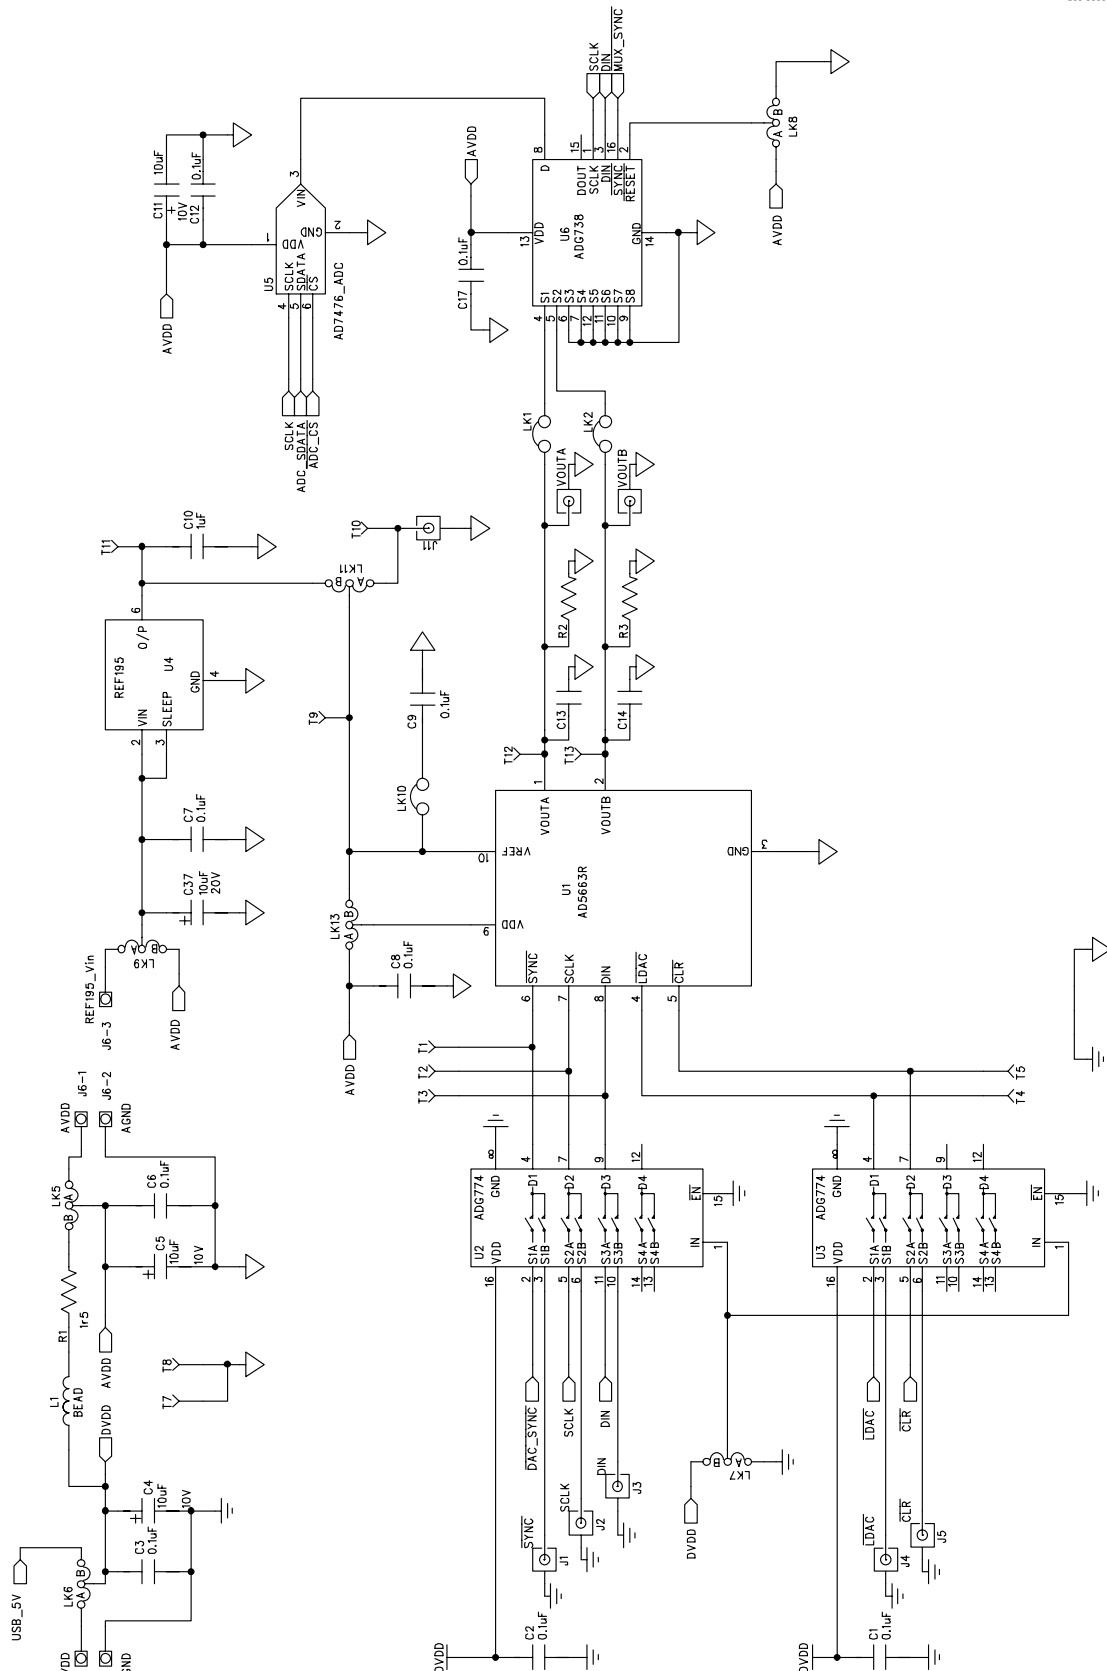 SCLK
DIN
MUX_SYNC
AVDD
LK8
A
B
AVDD
8
D
15
DOUT
1
SCLK
3
DIN
16
SYNC
2
RESET
13
VDD
U6
ADG738
GND
14
C17
0.1uF
S1
S2
S3
S4
S5
S6
S7
S8
4
5
6
7
12
11
10
9
C11
10uF
10V
+
C12
0.1uF
AVDD
1
VDD
3
VIN
2
GND
U5
SCLK
SDATA
CS
4
5
6
AD7476_ADC
SCLK
ADC_SDATA
ADC_CS
LK1
LK2
VOUTA
VOUTB
R2
R3
C13
C14
T12
T13
T11
C10
1uF
T10
J11
LK11
A
B
6
O/P
REF195
U4
GND
4
VIN
SLEEP
2
3
T9
C9
0.1uF
LK10
C7
0.1uF
C37
10uF
20V
+
LK9
A
B
REF195_Vin
J6-3
AVDD
LK13
A
B
C8
0.1uF
AVDD
1
VOUTA
2
VOUTB
10
VREF
9
VDD
U1
AD5663R
GND
3
SYNC
SCLK
DIN
LDAC
CLR
6
7
8
4
5
T1
T2
T3
T5
T4
J6-1
J6-2
AVDD
AGND
LK5
A
B
C6
0.1uF
C5
10uF
10V
+
R1
1r5
AVDD
L1
BEAD
DVDD
T8
T7
C4
10uF
10V
+
C3
0.1uF
LK6
A
B
USB_5V
8
GND
ADG774
4
D1
7
D2
9
D3
12
D4
EN
15
U2
VDD
16
S1A
S1B
S2A
S2B
S3A
S3B
S4A
S4B
IN
2
3
5
6
11
10
14
13
1
DAC_SYNC
SCLK
DIN
SYNC
J1
SCLK
J2
DIN
J3
LK7
A
B
DVDD
C2
0.1uF
DVDD
8
GND
ADG774
4
D1
7
D2
9
D3
12
D4
EN
15
U3
VDD
16
S1A
S1B
S2A
S2B
S3A
S3B
S4A
S4B
IN
2
3
5
6
11
10
14
13
1
LDAC
CLR
LDAC
J4
CLR
J5
C1
0.1uF
DVDD